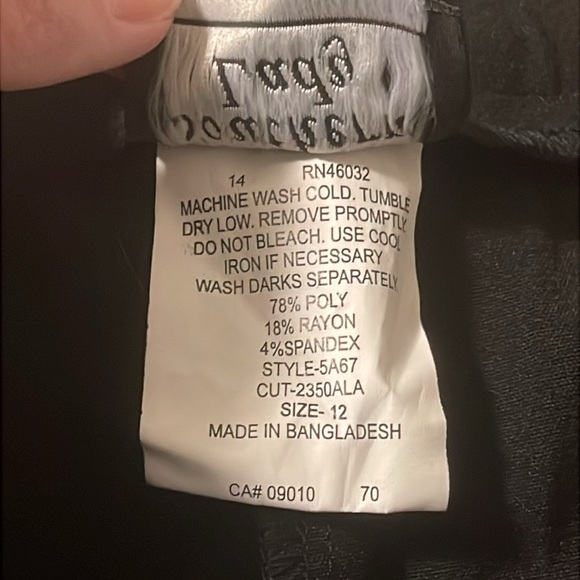 Lady
14 RN46032
MACHINE WASH COLD. TUMBLE
DRY LOW. REMOVE PROMPTLY
DO NOT BLEACH. USE COOL
IRON IF NECESSARY
WASH DARKS SEPARATELY
78% POLY
18% RAYON
4%SPANDEX
STYLE-5A67
CUT-2350ALA
SIZE- 12
MADE IN BANGLADESH
CA# 09010 70